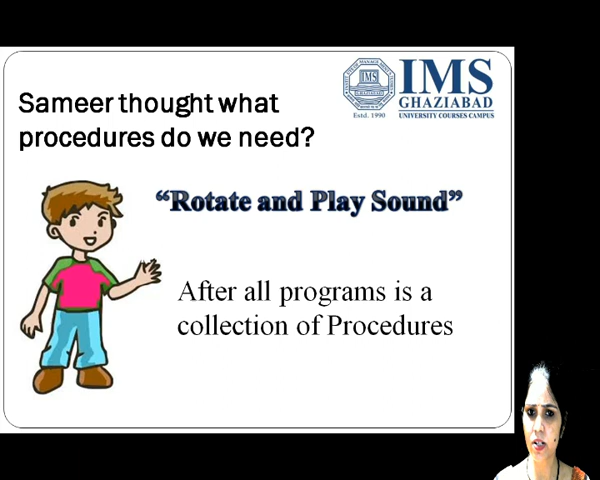 IMS
GHAZIABAD
Estd. 1990
UNIVERSITY COURSES CAMPUS
Sameer thought what
procedures do we need?
“Rotate and Play Sound”
After all programs is a
collection of Procedures